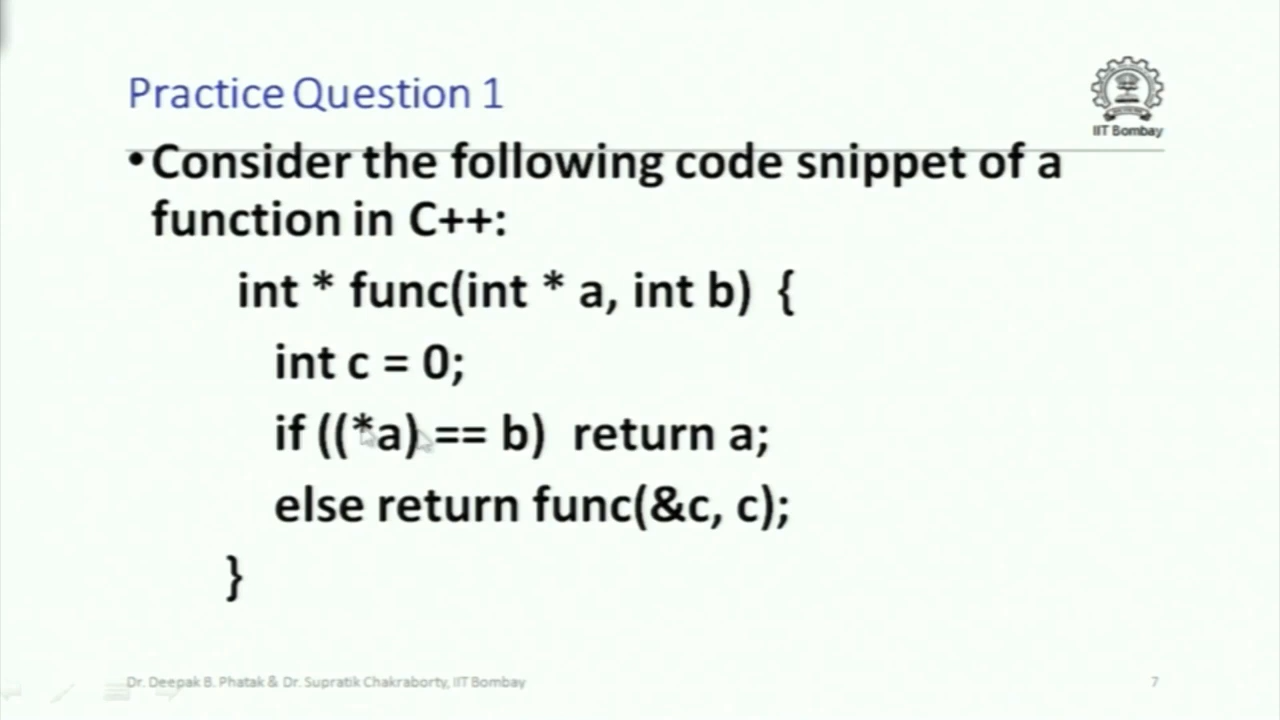 Practice Question 1
IIT Bombay
•Consider the following code snippet of a
function in C++:
int * func(int * a, int b) {
int c = 0;
if ((*a) == b) return a;
else return func(&c, c);
}
Dr. Deepak B. Phatak & Dr. Supratik Chakraborty, IIT Bombay
7